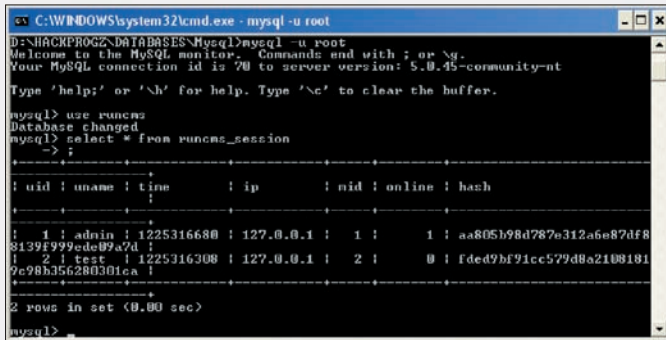 C:\WINDOWS\system32\cmd.exe - mysql -u root
D:\HACKPROGZ\DATABASES\Mysql>mysql -u root
Welcome to the MySQL monitor.  Commands end with ; or \g.
Your MySQL connection id is 70 to server version: 5.0.45-community-nt
Type 'help;' or '\h' for help. Type '\c' to clear the buffer.
mysql> use runcms
Database changed
mysql> select * from runcms_session
    -> ;
| uid | uname | time       | ip        | mid | online | hash
|
|   1 | admin | 1225316680 | 127.0.0.1 |   1 |      1 | aa805b98d787e312a6e87df8
8139f999ede09a7d |
|   2 | test  | 1225316308 | 127.0.0.1 |   2 |      0 | fded9bf91cc579d8a2108181
9c98b356280301ca |
2 rows in set (0.00 sec)
mysql> _